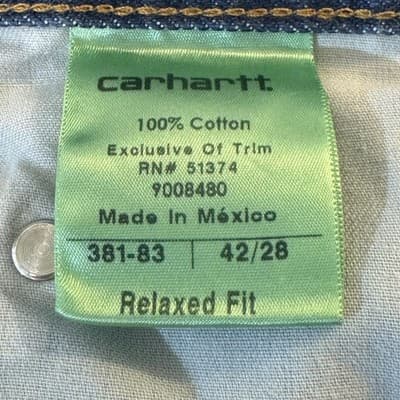 carhartt
100% Cotton
Exclusive Of Trim
RN# 51374
9008480
Made In México
381-83 | 42/28
Relaxed Fit